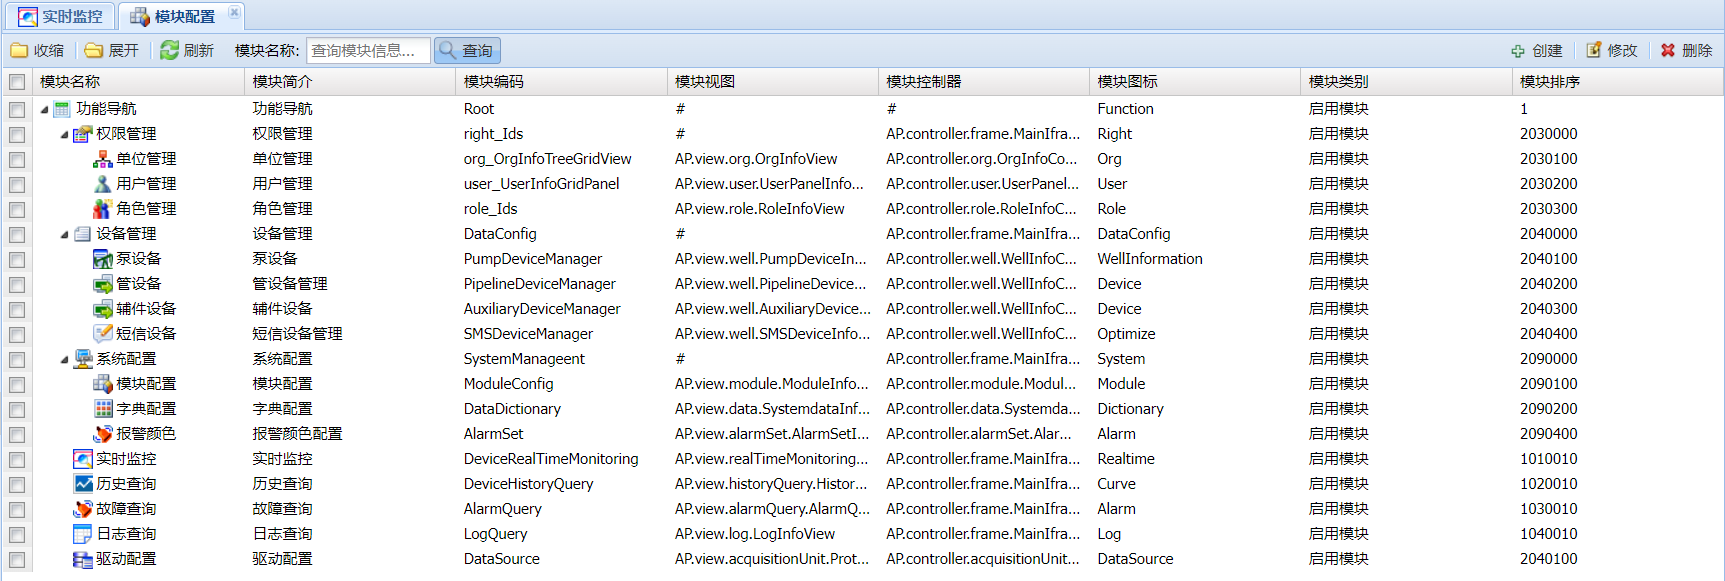 实时监控 模块配置
收缩 展开 刷新 模块名称: 查询模块信息... 查询 创建 修改 删除
模块名称 模块简介 模块编码 模块视图 模块控制器 模块图标 模块类别 模块排序
功能导航 功能导航 Root # # Function 启用模块 1
权限管理 权限管理 right_Ids # AP.controller.frame.MainIfra... Right 启用模块 2030000
单位管理 单位管理 org_OrgInfoTreeGridView AP.view.org.OrgInfoView AP.controller.org.OrgInfoCo... Org 启用模块 2030100
用户管理 用户管理 user_UserInfoGridPanel AP.view.user.UserPanelInfo... AP.controller.user.UserPanel... User 启用模块 2030200
角色管理 角色管理 role_Ids AP.view.role.RoleInfoView AP.controller.role.RoleInfoC... Role 启用模块 2030300
设备管理 设备管理 DataConfig # AP.controller.frame.MainIfra... DataConfig 启用模块 2040000
泵设备 泵设备 PumpDeviceManager AP.view.well.PumpDeviceIn... AP.controller.well.WellInfoC... WellInformation 启用模块 2040100
管设备 管设备管理 PipelineDeviceManager AP.view.well.PipelineDevice... AP.controller.well.WellInfoC... Device 启用模块 2040200
辅件设备 辅件设备 AuxiliaryDeviceManager AP.view.well.AuxiliaryDevice... AP.controller.well.WellInfoC... Device 启用模块 2040300
短信设备 短信设备管理 SMSDeviceManager AP.view.well.SMSDeviceInfo... AP.controller.well.WellInfoC... Optimize 启用模块 2040400
系统配置 系统配置 SystemManageent # AP.controller.frame.MainIfra... System 启用模块 2090000
模块配置 模块配置 ModuleConfig AP.view.module.ModuleInfo... AP.controller.module.Modul... Module 启用模块 2090100
字典配置 字典配置 DataDictionary AP.view.data.SystemdataInf... AP.controller.data.Systemda... Dictionary 启用模块 2090200
报警颜色 报警颜色配置 AlarmSet AP.view.alarmSet.AlarmSetI... AP.controller.alarmSet.Alar... Alarm 启用模块 2090400
实时监控 实时监控 DeviceRealTimeMonitoring AP.view.realTimeMonitoring... AP.controller.frame.MainIfra... Realtime 启用模块 1010010
历史查询 历史查询 DeviceHistoryQuery AP.view.historyQuery.Histor... AP.controller.frame.MainIfra... Curve 启用模块 1020010
故障查询 故障查询 AlarmQuery AP.view.alarmQuery.AlarmQ... AP.controller.frame.MainIfra... Alarm 启用模块 1030010
日志查询 日志查询 LogQuery AP.view.log.LogInfoView AP.controller.frame.MainIfra... Log 启用模块 1040010
驱动配置 驱动配置 DataSource AP.view.acquisitionUnit.Prot... AP.controller.acquisitionUnit... DataSource 启用模块 2040100